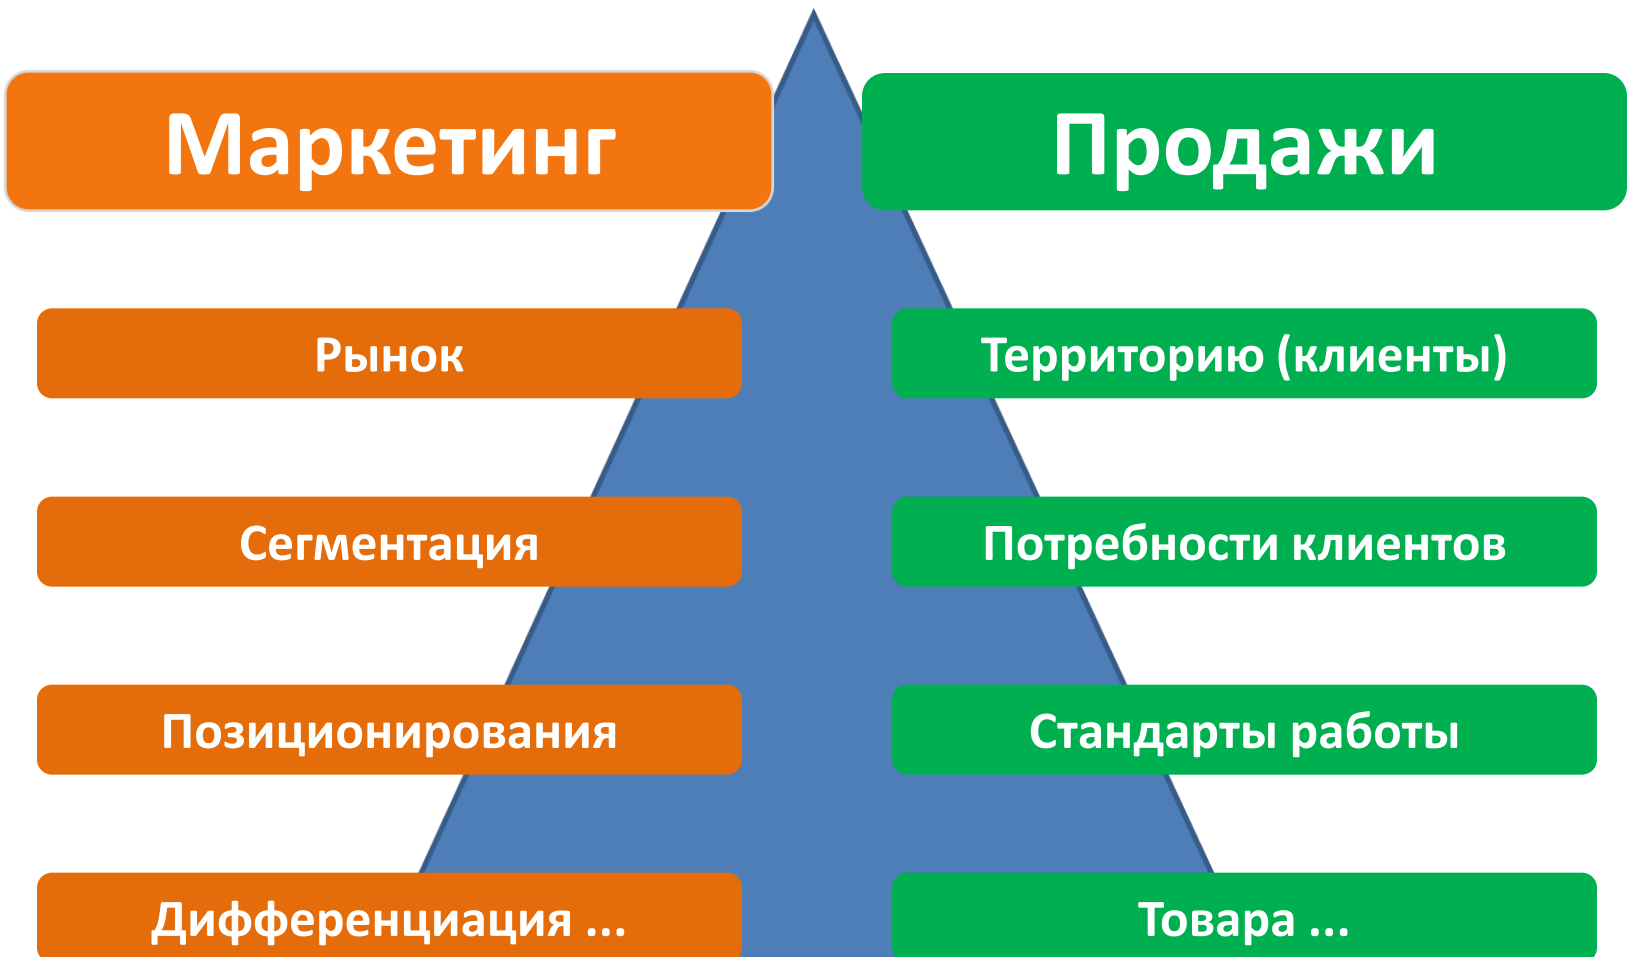 Маркетинг
Продажи
Рынок
Территорию (клиенты)
Сегментация
Потребности клиентов
Позиционирования
Стандарты работы
Дифференциация ...
Товара ...